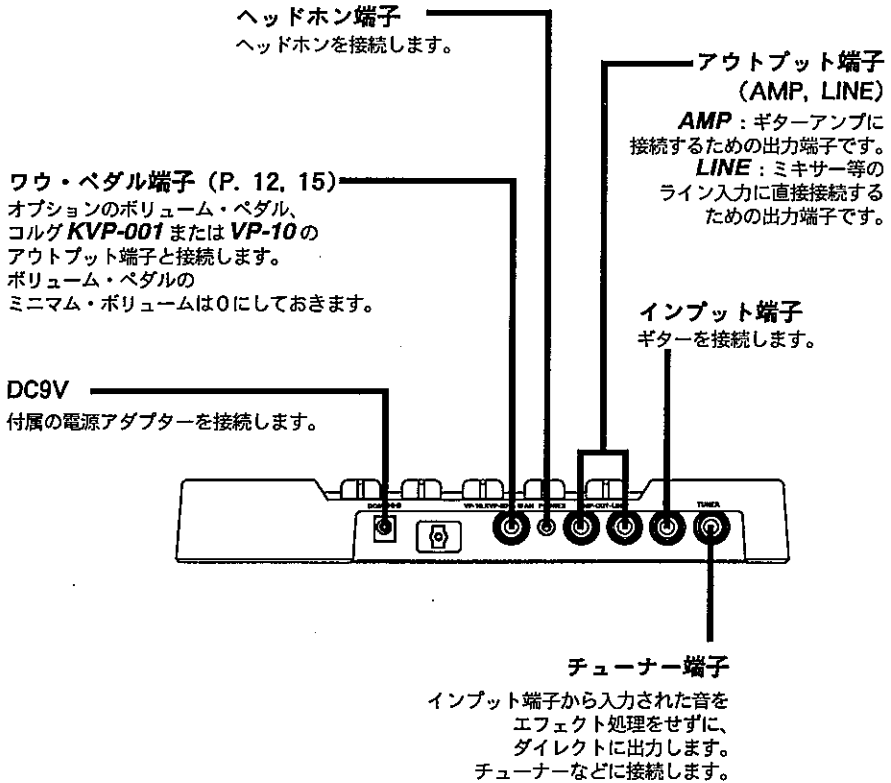 ヘッドホン端子
ヘッドホンを接続します。
アウトプット端子
(AMP, LINE)
AMP：ギターアンプに
接続するための出力端子です。
LINE：ミキサー等の
ライン入力に直接接続する
ための出力端子です。
ワウ・ペダル端子 (P. 12, 15)
オプションのボリューム・ペダル、
コルグKVP-001またはVP-10の
アウトプット端子と接続します。
ボリューム・ペダルの
ミニマム・ボリュームは0にしておきます。
インプット端子
ギターを接続します。
DC9V
付属の電源アダプターを接続します。
TUNER
チューナー端子
インプット端子から入力された音を
エフェクト処理をせずに、
ダイレクトに出力します。
チューナーなどに接続します。